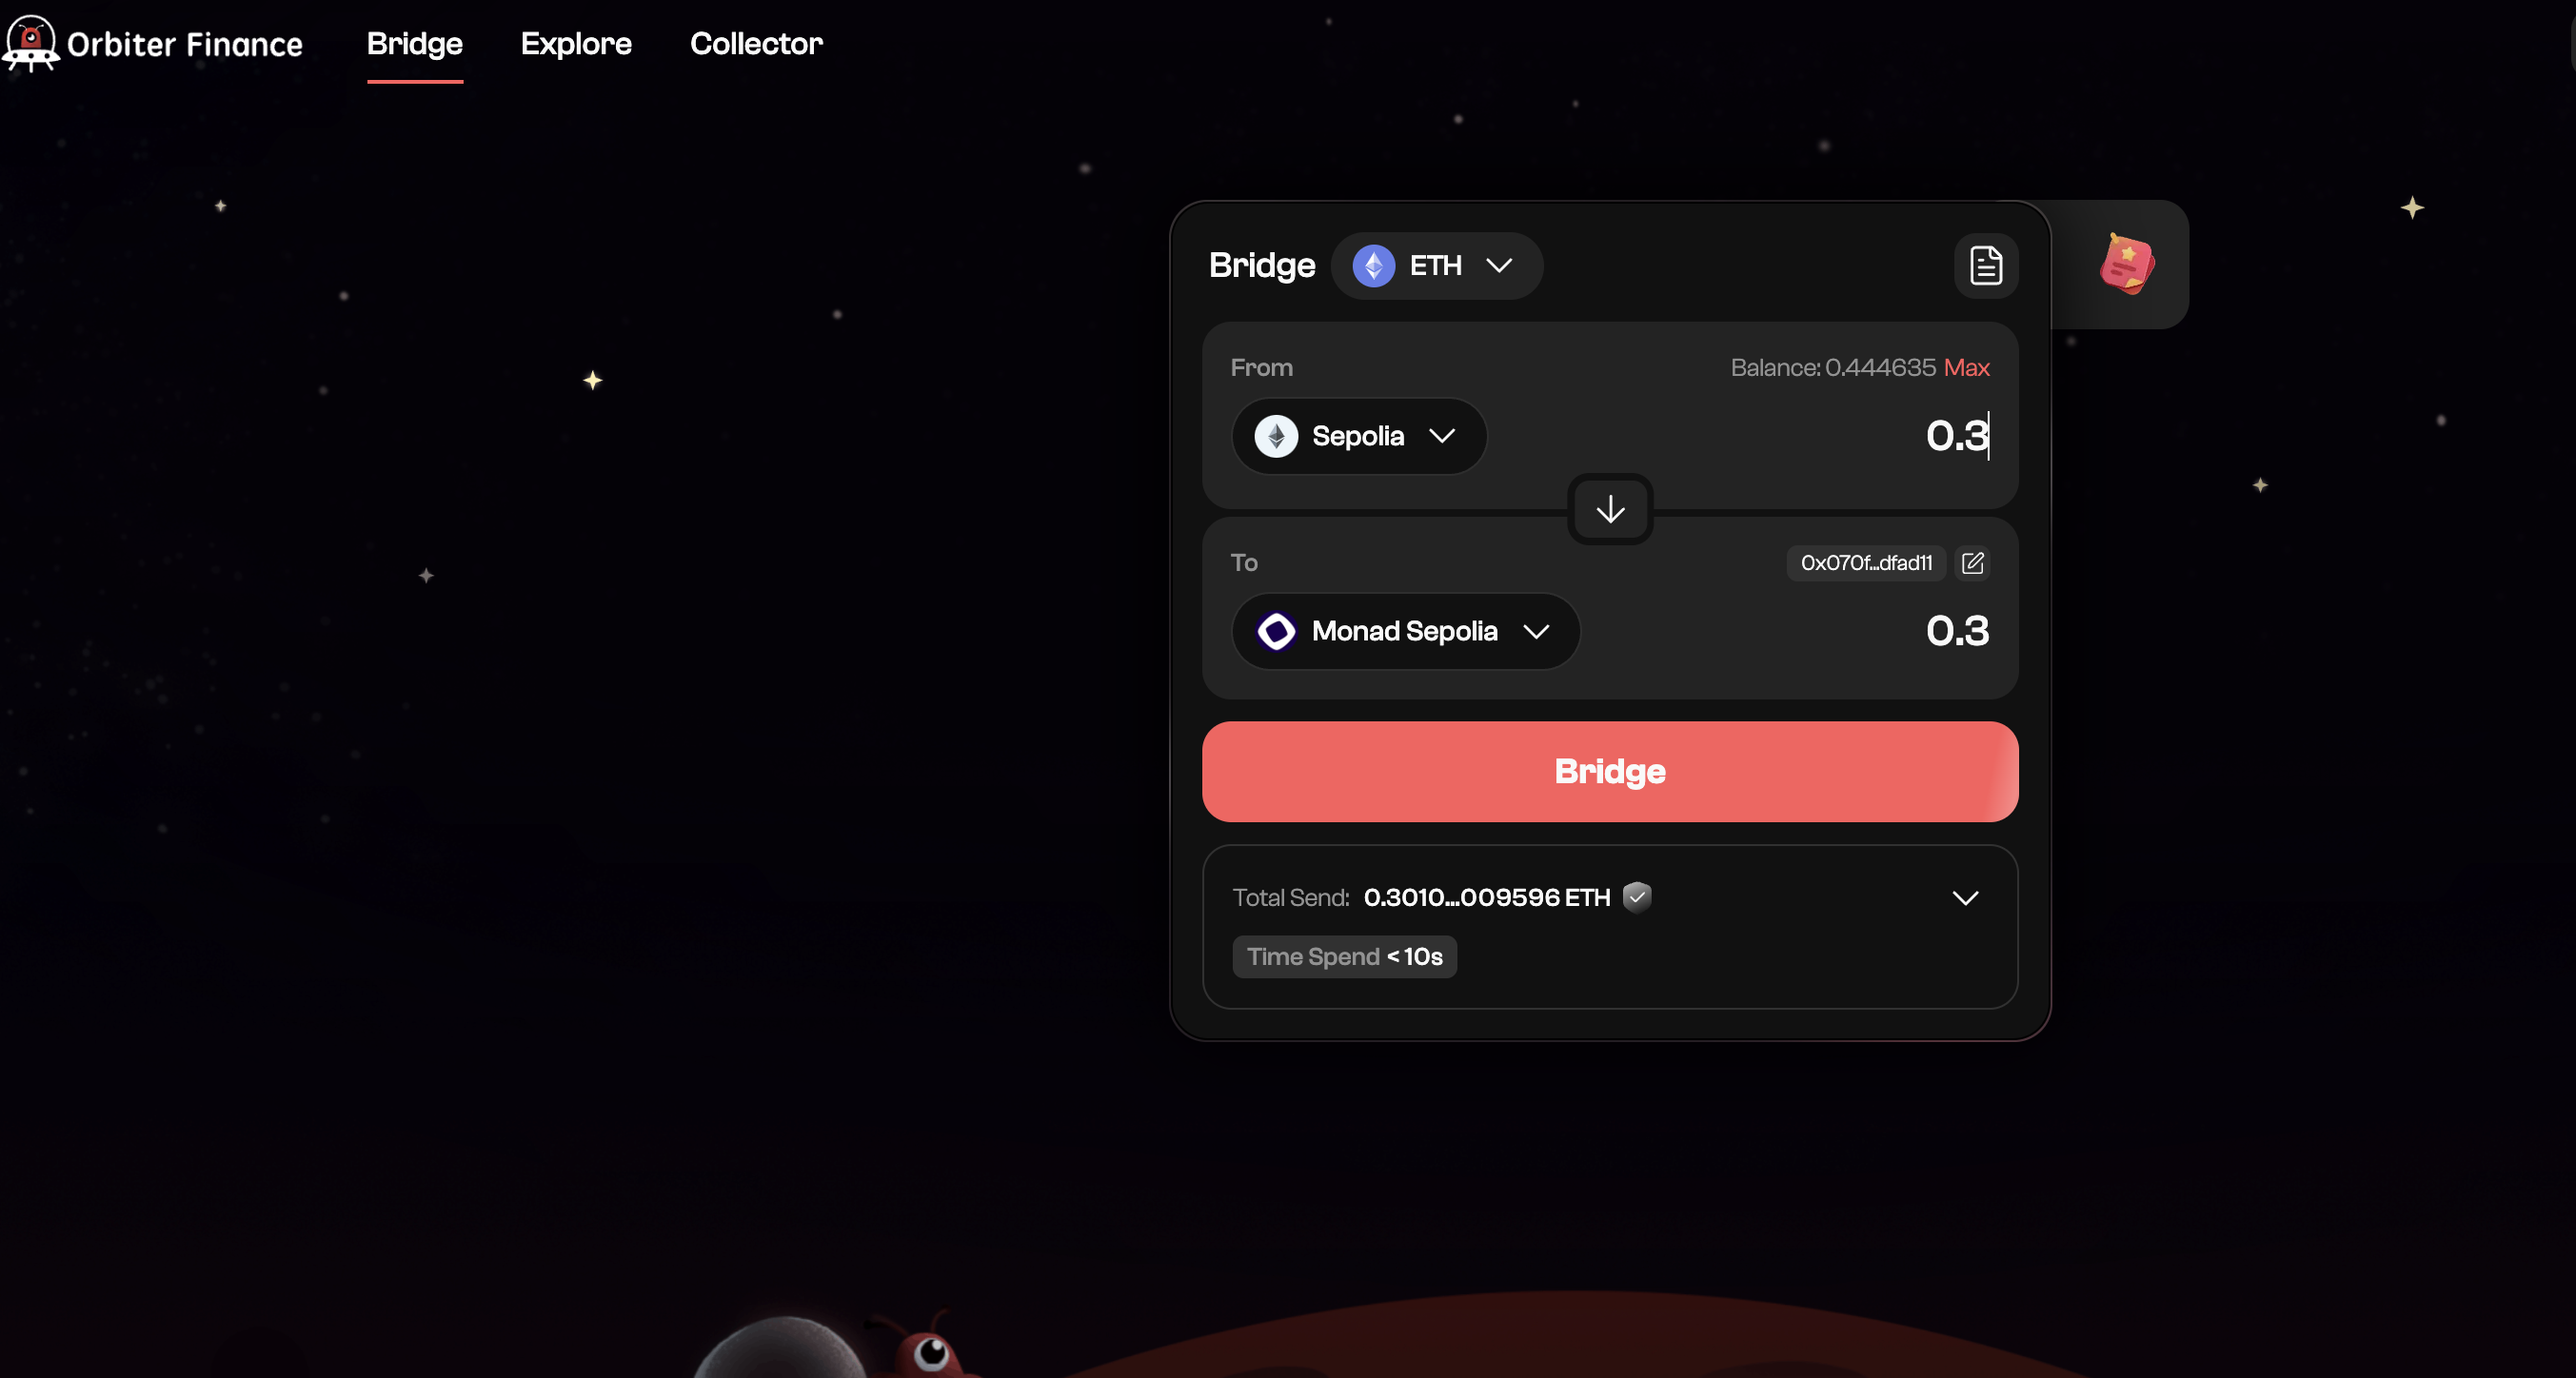 Orbiter Finance
Bridge Explore Collector
Bridge ETH
From Balance: 0.444635 Max
Sepolia 0.3
To 0x070f...dfad11
Monad Sepolia 0.3
Bridge
Total Send: 0.3010...009596 ETH
Time Spend < 10s